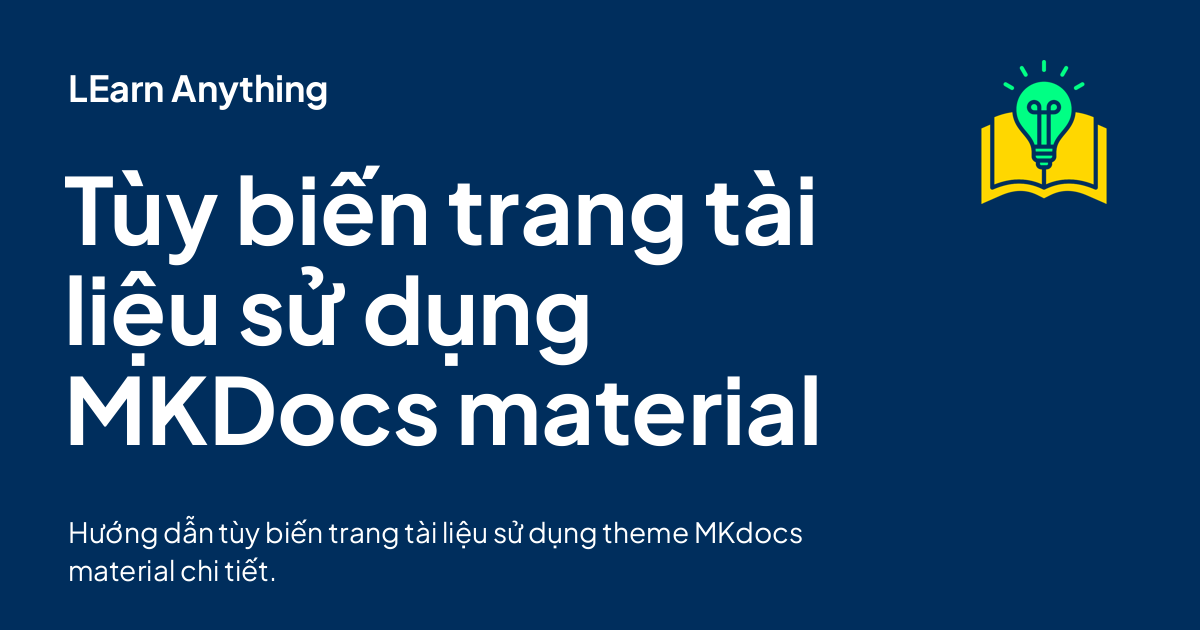 LEarn Anything
Tùy biến trang tài
liệu sử dụng
MKDocs material
Hướng dẫn tùy biến trang tài liệu sử dụng theme MKdocs
material chi tiết.